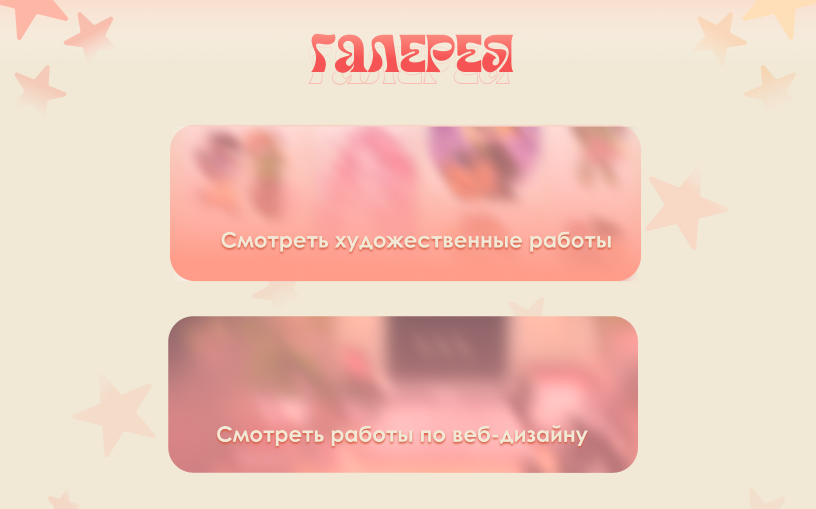 ГАЛЕРЕЯ
Смотреть художественные работы
Смотреть работы по веб-дизайну